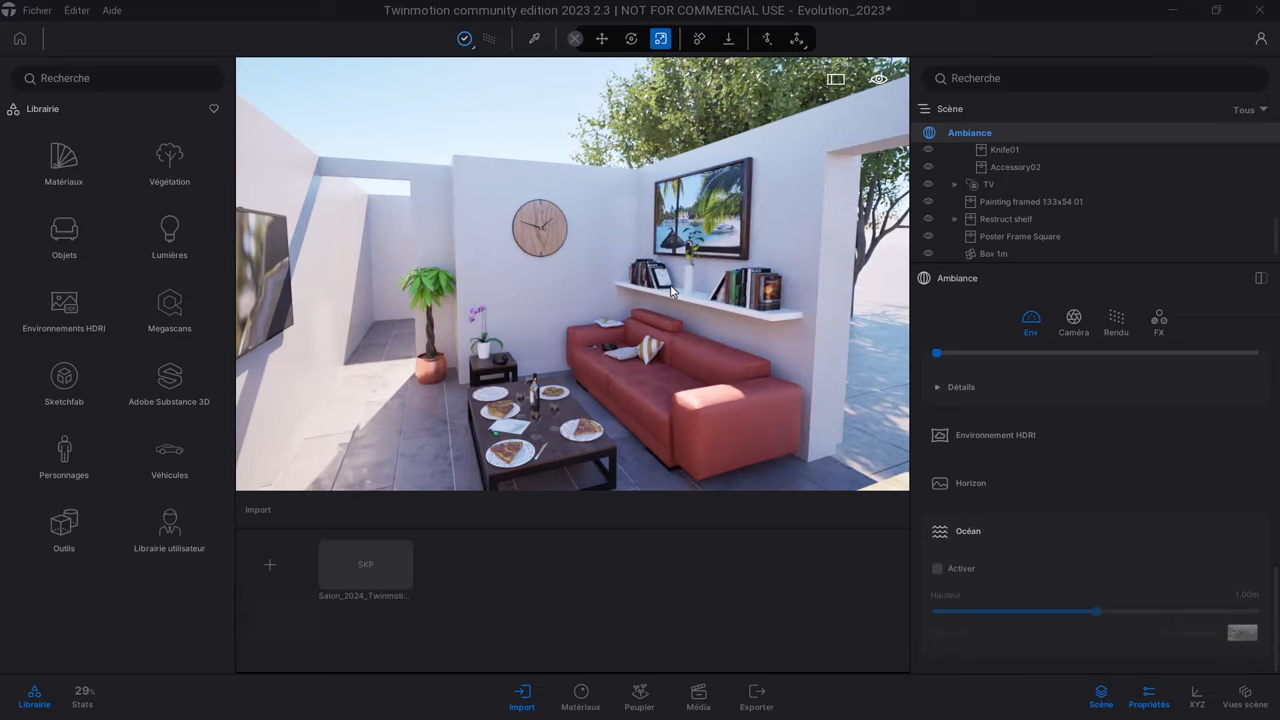 Fichier Éditer Aide
Twinmotion community edition 2023 2.3 | NOT FOR COMMERCIAL USE - Evolution_2023*
Recherche
Librairie
Matériaux
Végétation
Objets
Lumières
Environnements HDRI
Megascans
Sketchfab
Adobe Substance 3D
Personnages
Véhicules
Outils
Librairie utilisateur
Import
SKP
Salon_2024_Twinmoti...
Recherche
Scène
Tous
Ambiance
Knife01
Accessory02
TV
Painting framed 133x54 01
Restruct shelf
Poster Frame Square
Box 1m
Ambiance
Env
Caméra
Rendu
FX
Détails
Environnement HDRI
Horizon
Océan
Activer
Hauteur 1,00m
Librairie
29%
Stats
Import
Matériaux
Peupler
Média
Exporter
Scène
Propriétés
XYZ
Vues scène